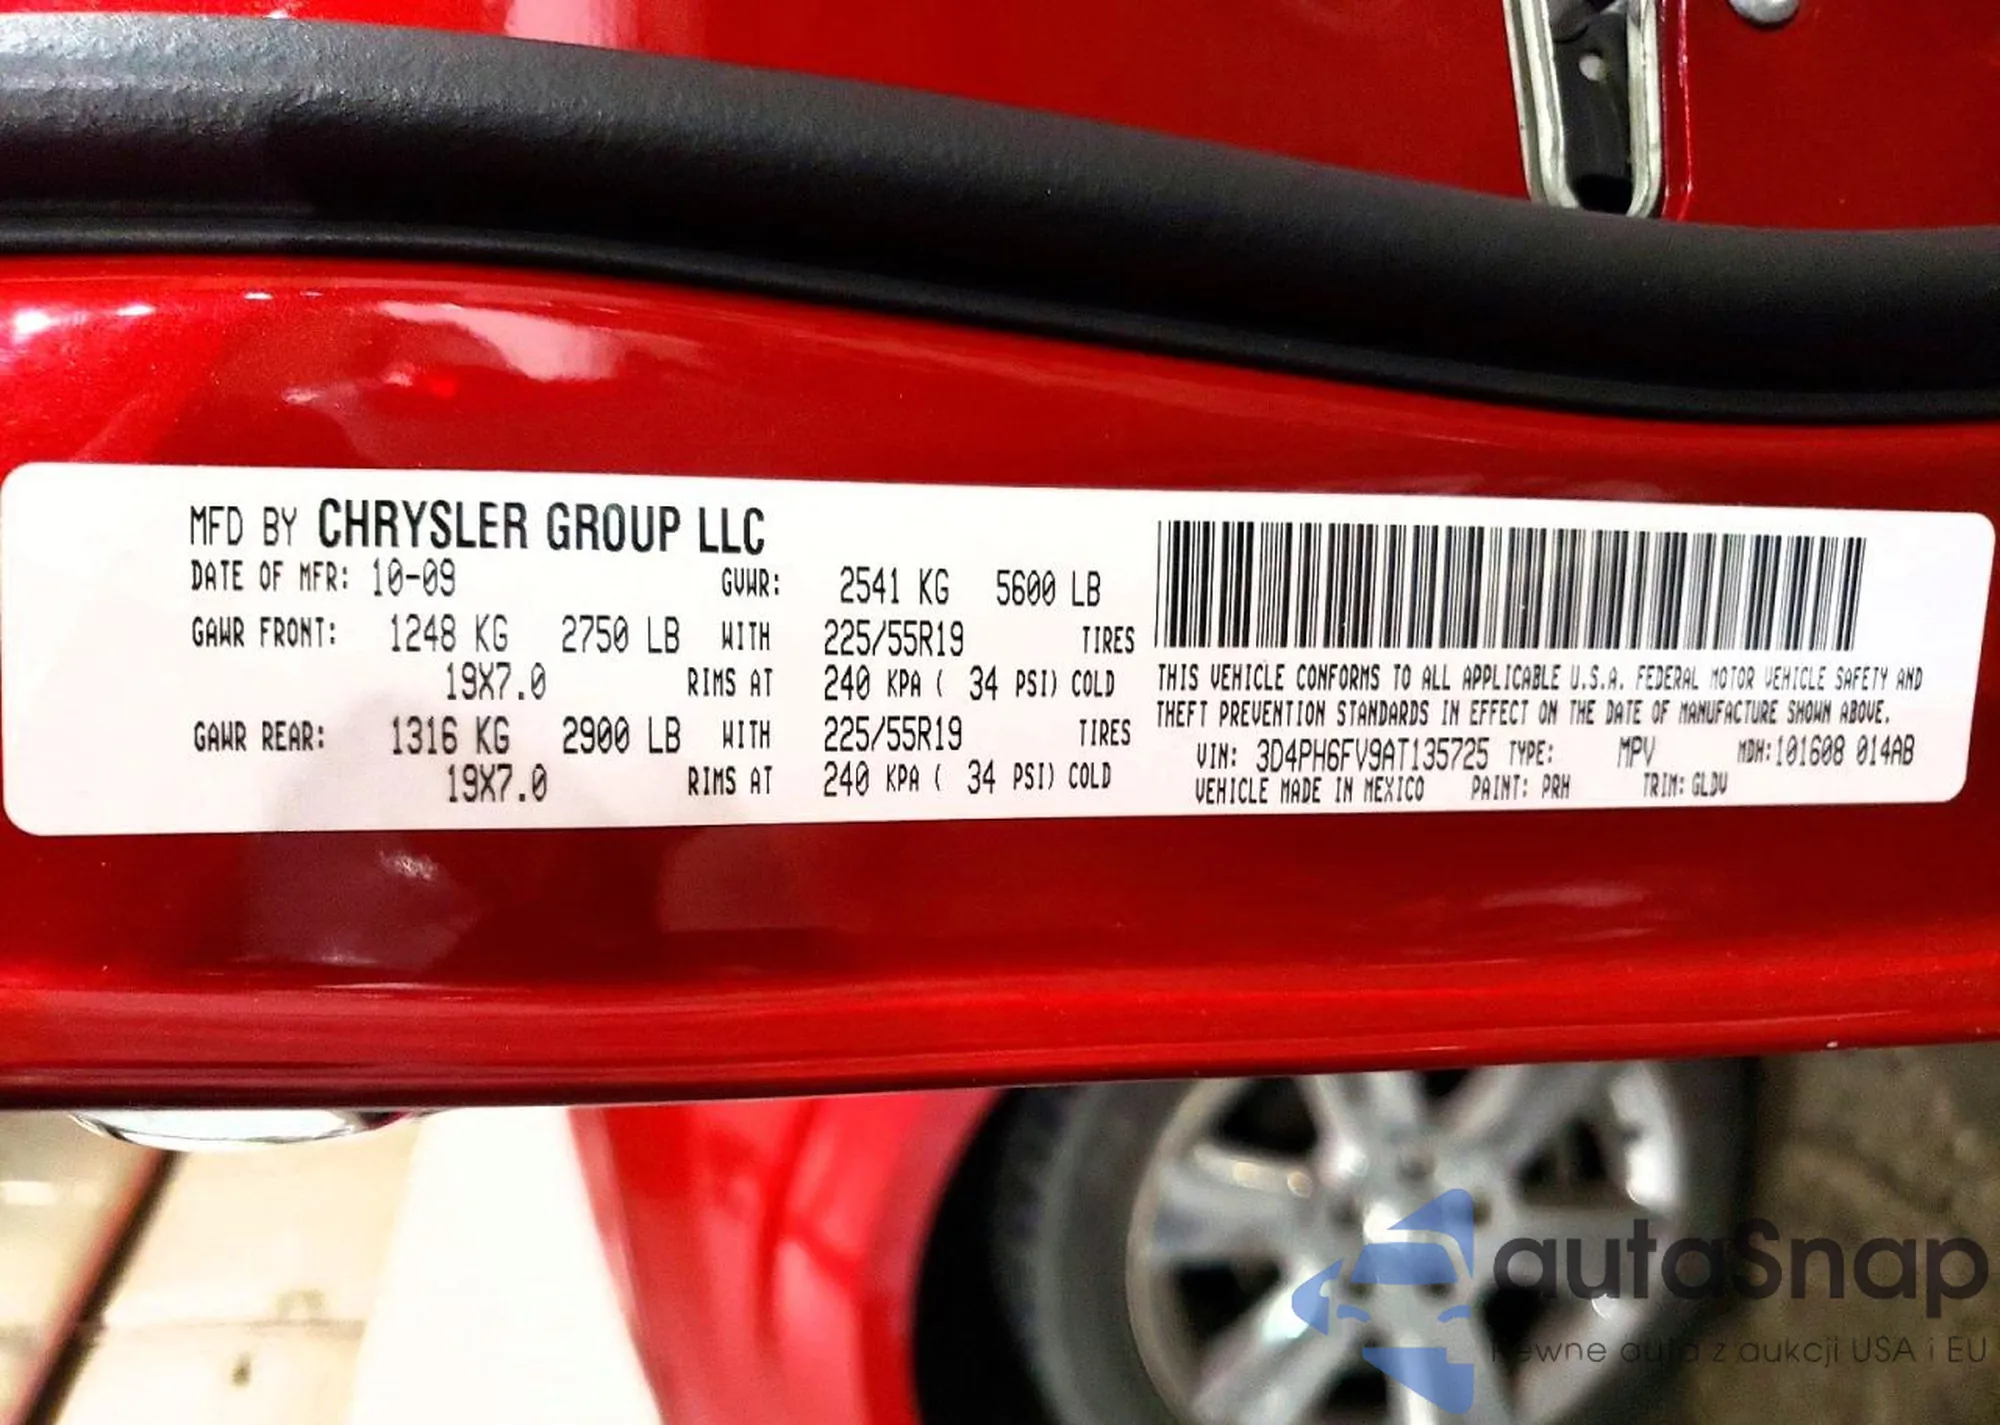 MFD BY CHRYSLER GROUP LLC
DATE OF MFR: 10-09 GVWR: 2541 KG 5600 LB
GAWR FRONT: 1248 KG 2750 LB WITH 225/55R19 TIRES
19X7.0 RIMS AT 240 KPA ( 34 PSI) COLD
GAWR REAR: 1316 KG 2900 LB WITH 225/55R19 TIRES
19X7.0 RIMS AT 240 KPA ( 34 PSI) COLD
THIS VEHICLE CONFORMS TO ALL APPLICABLE U.S.A. FEDERAL MOTOR VEHICLE SAFETY AND
THEFT PREVENTION STANDARDS IN EFFECT ON THE DATE OF MANUFACTURE SHOWN ABOVE.
VIN: 3D4PH6FV9AT135725 TYPE: MPV MDH:101608 014AB
VEHICLE MADE IN MEXICO PAINT: PRH TRIM: GLDV
autaSnap
Pewne auta z aukcji USA i EU